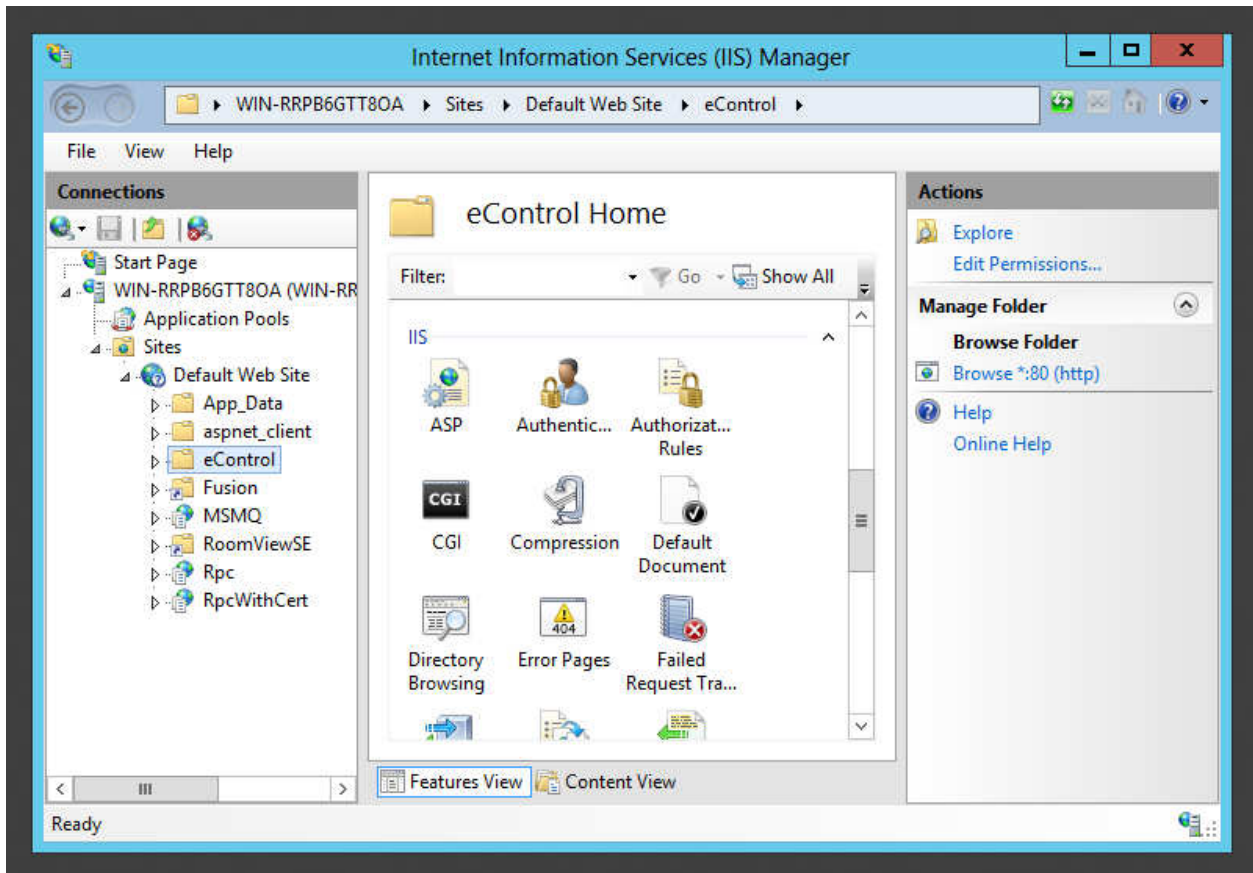 Internet Information Services (IIS) Manager
WIN-RRPB6GTT8OA
Sites
Default Web Site
eControl
File View Help
Connections
Start Page
WIN-RRPB6GTT8OA (WIN-RR
Application Pools
Sites
Default Web Site
App_Data
aspnet_client
eControl
Fusion
MSMQ
RoomViewSE
Rpc
RpcWithCert
eControl Home
Filter: Go Show All
IIS
ASP
Authentic...
Authorizat...
Rules
CGI
CGI
Compression
Default
Document
Directory
Browsing
404
Error Pages
Failed
Request Tra...
Features View
Content View
Actions
Explore
Edit Permissions...
Manage Folder
Browse Folder
Browse *:80 (http)
Help
Online Help
Ready